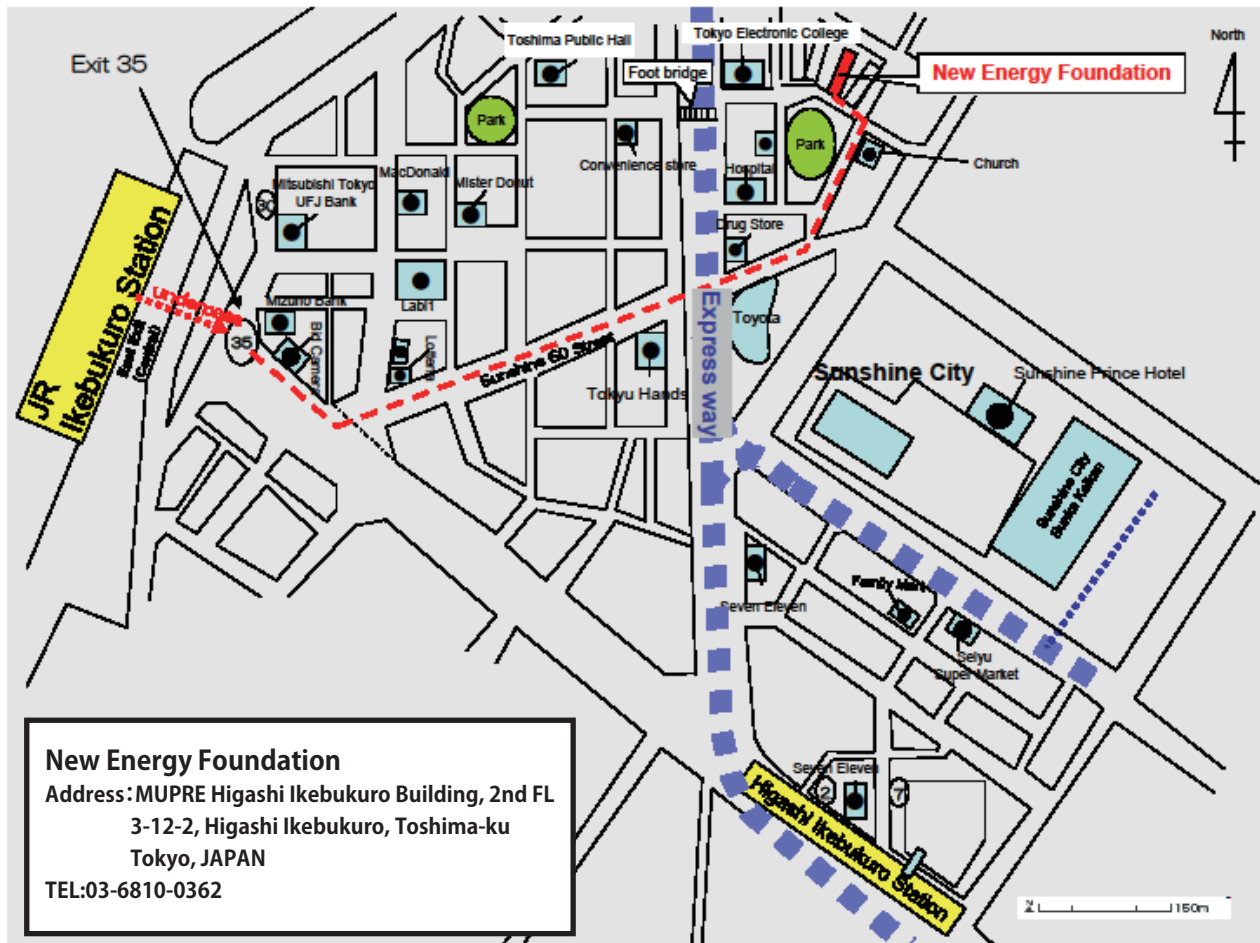 Toshima Public Hall
Tokyo Electronic College
North
Exit 35
Foot bridge
New Energy Foundation
Park
Park
Convenience store
Church
MacDonald
Mister Donut
Hospital
30
Mitsubishi Tokyo
UFJ Bank
Drug Store
JR
Ikebukuro Station
East Exit
(Central)
Mizuno Bank
Labi1
35
Bic Camera
Sunshine 60 Street
Express way
Toyota
Tokyu Hands
Sunshine City
Sunshine Prince Hotel
Sunshine City
Bunka Kaikan
Seven Eleven
Family Mart
Seiyu
Super Market
Seven Eleven
2
7
Higashi Ikebukuro Station
New Energy Foundation
Address:MUPRE Higashi Ikebukuro Building, 2nd FL
3-12-2, Higashi Ikebukuro, Toshima-ku
Tokyo, JAPAN
TEL:03-6810-0362
N
150m